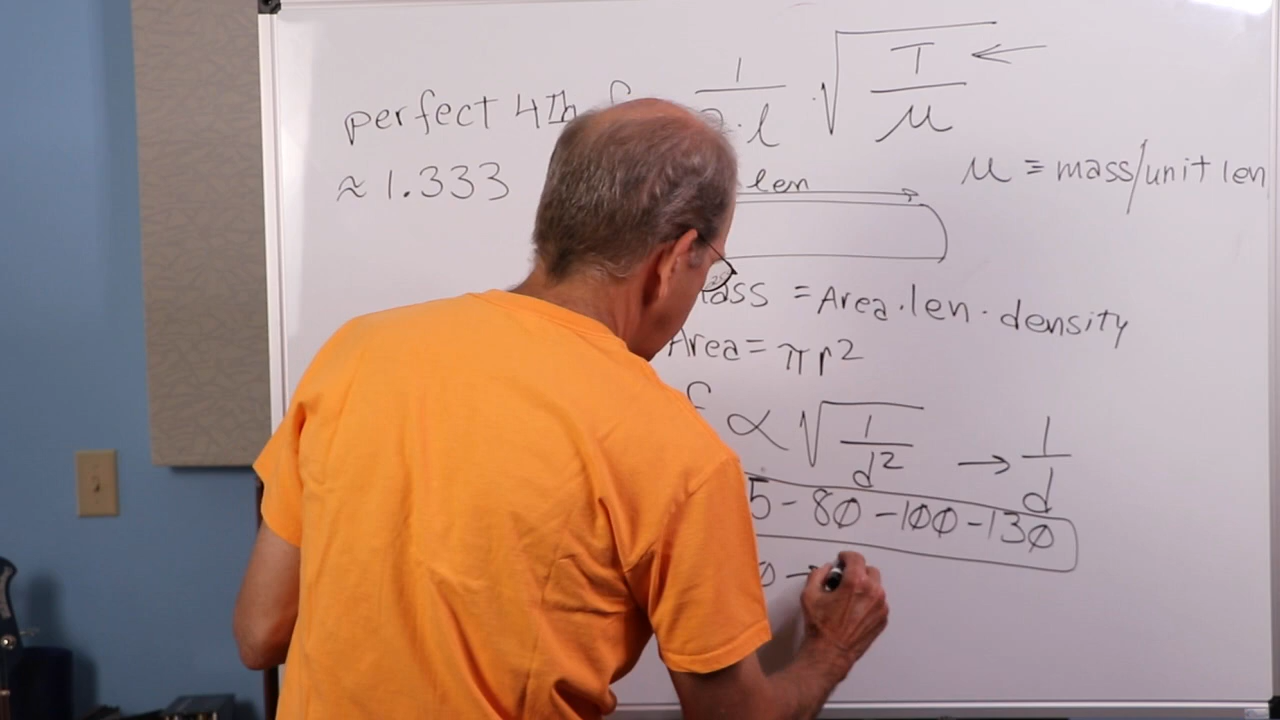 perfect 4th f 1/2·l · √T/μ ←
≈ 1.333
μ = mass/unit len
len
mass = Area·len·density
Area = πr²
f ∝ √1/d² → 1/d
5-80-100-130
0 →